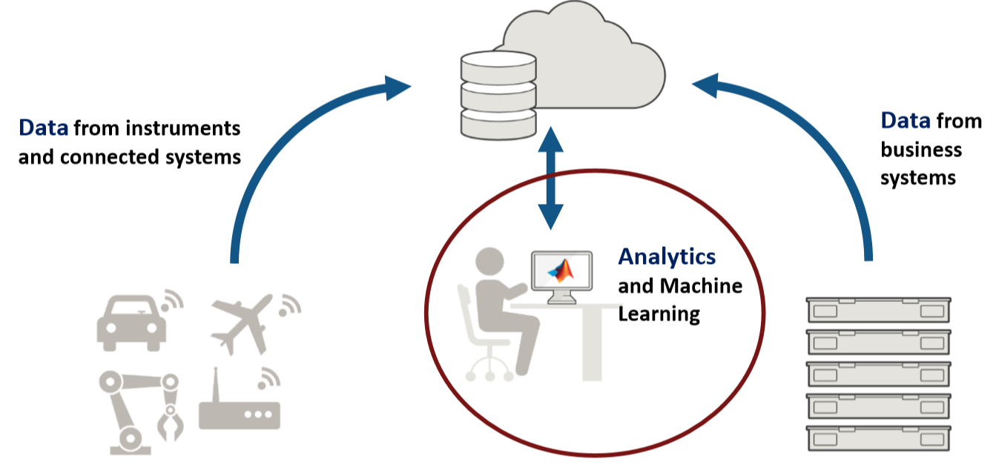 Data from instruments
and connected systems
Data from
business
systems
Analytics
and Machine
Learning